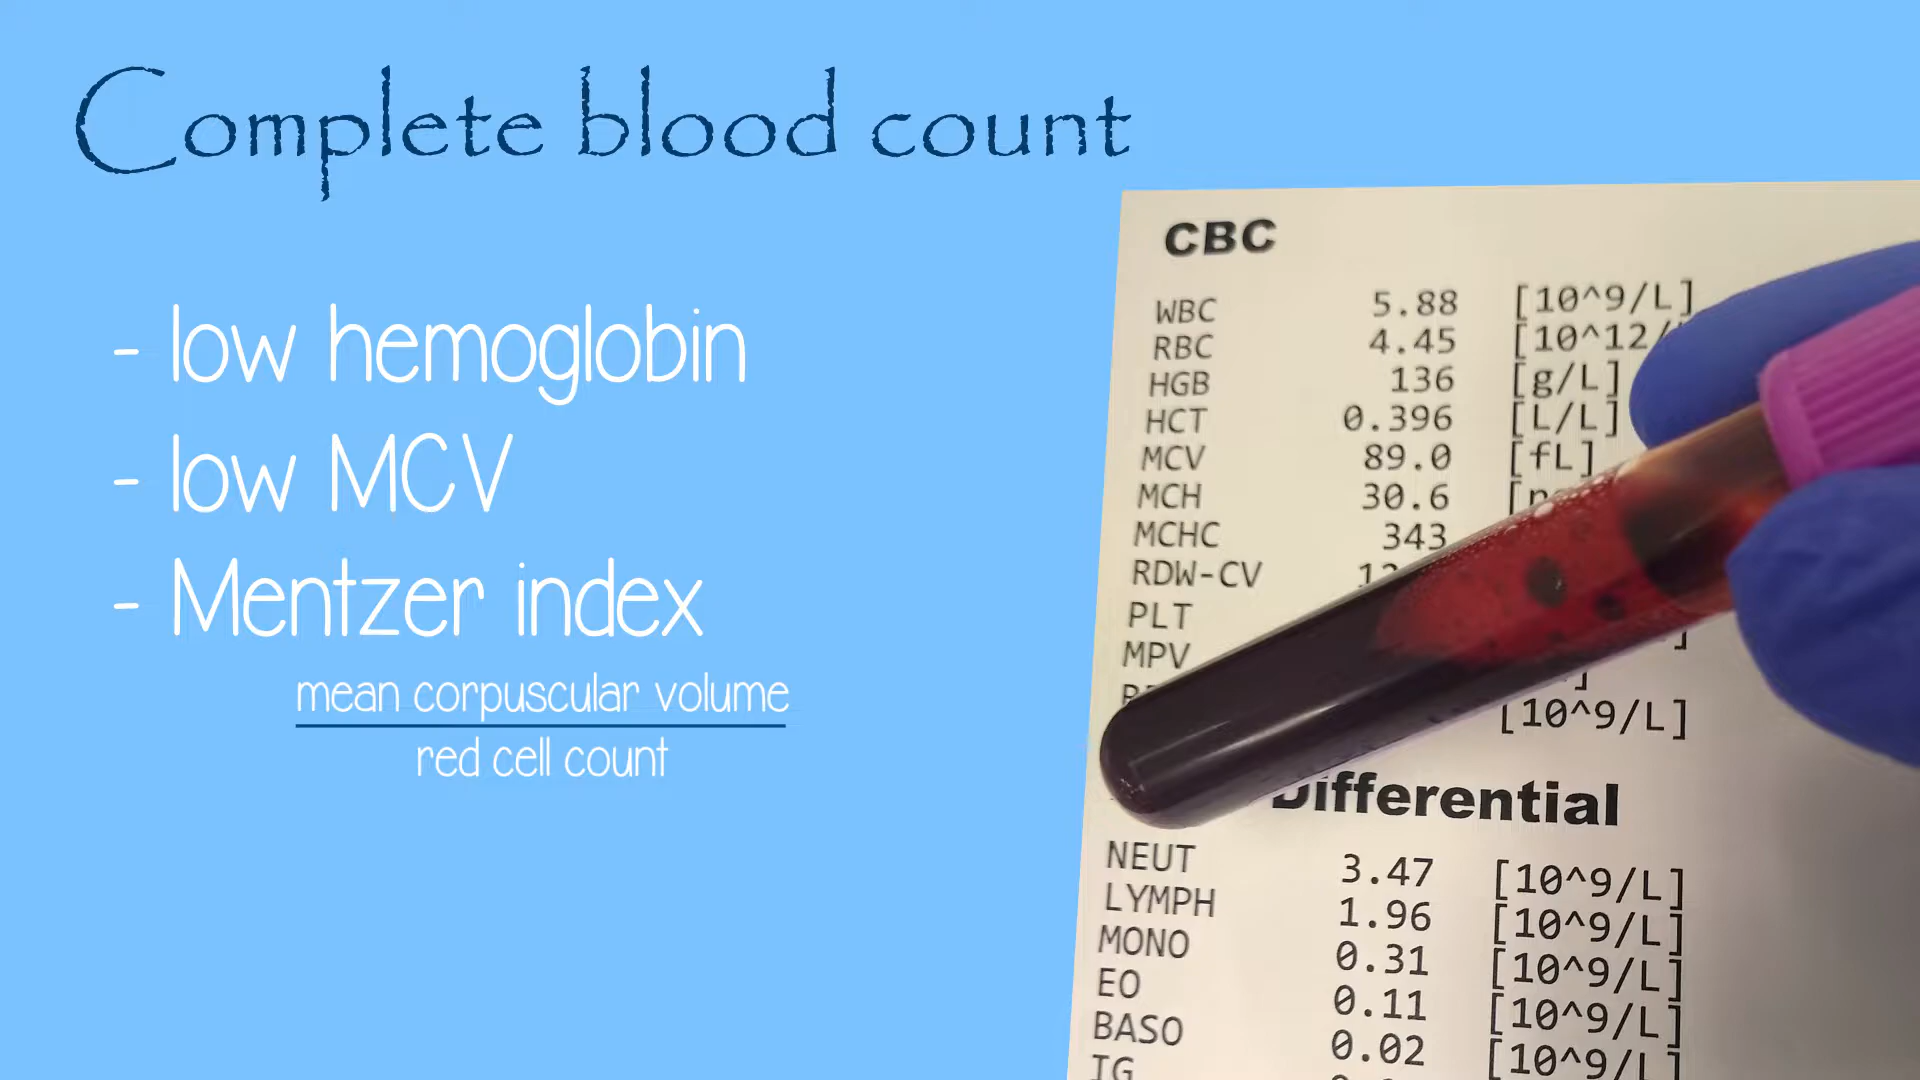 Complete blood count
- low hemoglobin
- low MCV
- Mentzer index
mean corpuscular volume
red cell count
CBC
WBC 5.88 [10^9/L]
RBC 4.45 [10^12/
HGB 136 [g/L]
HCT 0.396 [L/L]
MCV 89.0 [fL]
MCH 30.6
MCHC 343
RDW-CV
PLT
MPV
[10^9/L]
Differential
NEUT 3.47 [10^9/L]
LYMPH 1.96 [10^9/L]
MONO 0.31 [10^9/L]
EO 0.11 [10^9/L]
BASO 0.02 [10^9/L]
IG